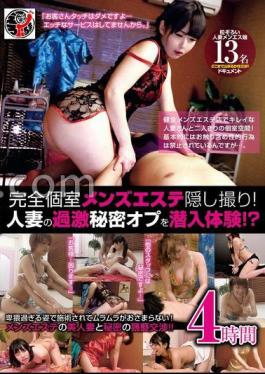 「お客さんタッチはダメですよ…
エッチなサービスはしてませんから。」
粒ぞろい
人妻メンエス嬢
13名
ドキュメント
健全メンズエステ店でキレイな
人妻さんと二人きりの個室空間!
基本的にはお触り含め性的行為
は禁止されているんですが…。
完全個室メンズエステ隠し撮り!
人妻の過激秘密オプを潜入体験!?
卑猥過ぎる姿で施術されてムラムラがおさまらない!
メンズエステの美人妻と秘密の猥褻交渉!!
4時間